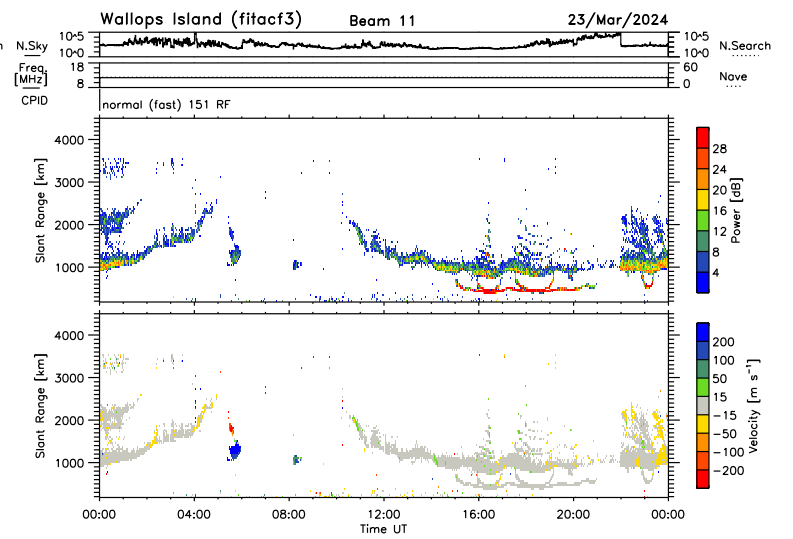 Wallops Island (fitacf3) Beam 11 23/Mar/2024
n N.Sky 10^5 10^0 10^5 10^0 N.Search
Freq. [MHz] 18 8 60 0 Nave
CPID normal (fast) 151 RF
Slant Range [km]
4000
3000
2000
1000
28
24
20
16
12
8
4
Power [dB]
Slant Range [km]
4000
3000
2000
1000
200
100
50
15
-15
-50
-100
-200
Velocity [m s^-1]
00:00 04:00 08:00 12:00 16:00 20:00 00:00
Time UT